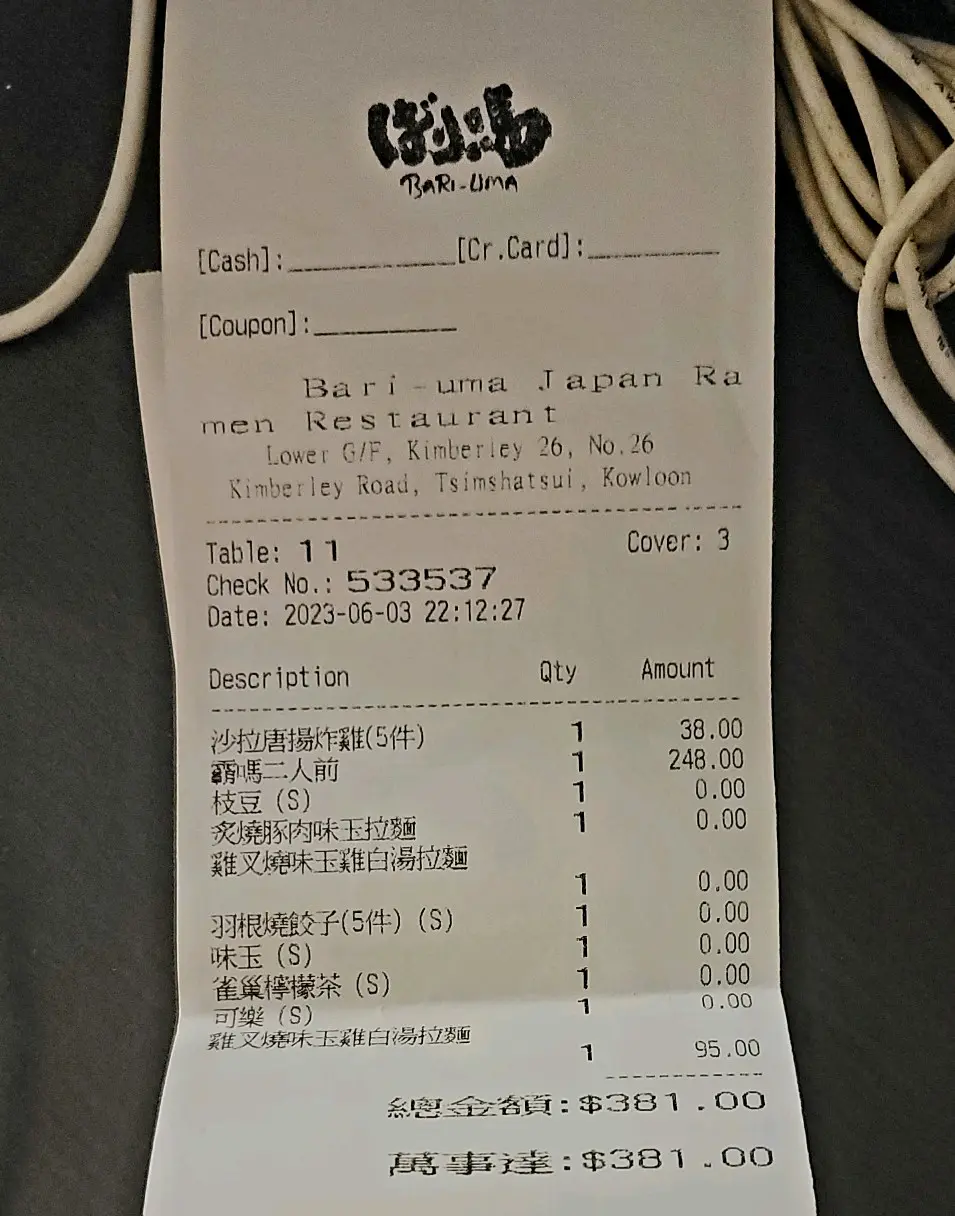 ばり馬
BARI-UMA
[Cash]:__________[Cr.Card]:________
[Coupon]:_________
Bari-uma Japan Ra
men Restaurant
Lower G/F, Kimberley 26, No.26
Kimberley Road, Tsimshatsui, Kowloon
Table: 11 Cover: 3
Check No.: 533537
Date: 2023-06-03 22:12:27
Description Qty Amount
沙拉唐揚炸雞(5件) 1 38.00
霸嗎二人前 1 248.00
枝豆 (S) 1 0.00
炙燒豚肉味玉拉麵 1 0.00
雞叉燒味玉雞白湯拉麵
1 0.00
羽根燒餃子(5件) (S) 1 0.00
味玉 (S) 1 0.00
雀巢檸檬茶 (S) 1 0.00
可樂 (S) 1 0.00
雞叉燒味玉雞白湯拉麵
1 95.00
總金額:$381.00
萬事達:$381.00